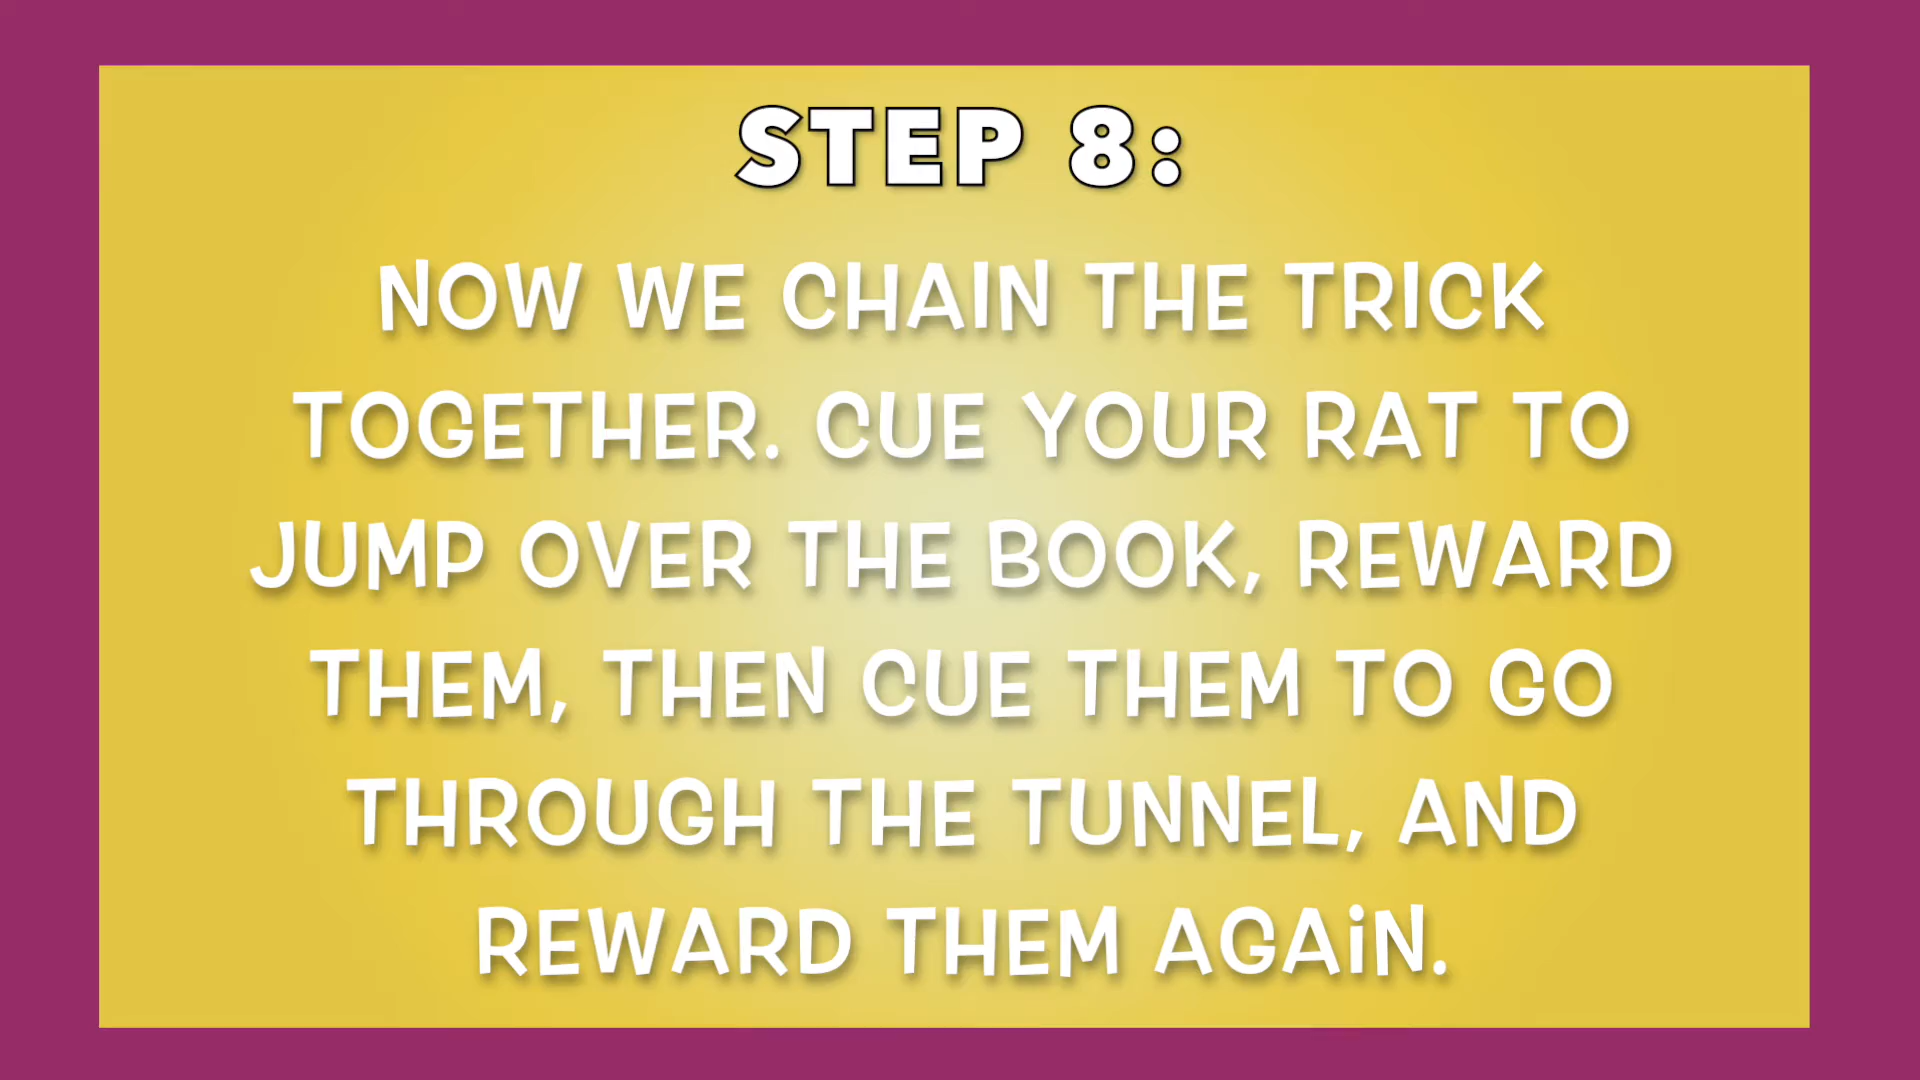 STEP 8:
NOW WE CHAIN THE TRICK
TOGETHER. CUE YOUR RAT TO
JUMP OVER THE BOOK, REWARD
THEM, THEN CUE THEM TO GO
THROUGH THE TUNNEL, AND
REWARD THEM AGAiN.